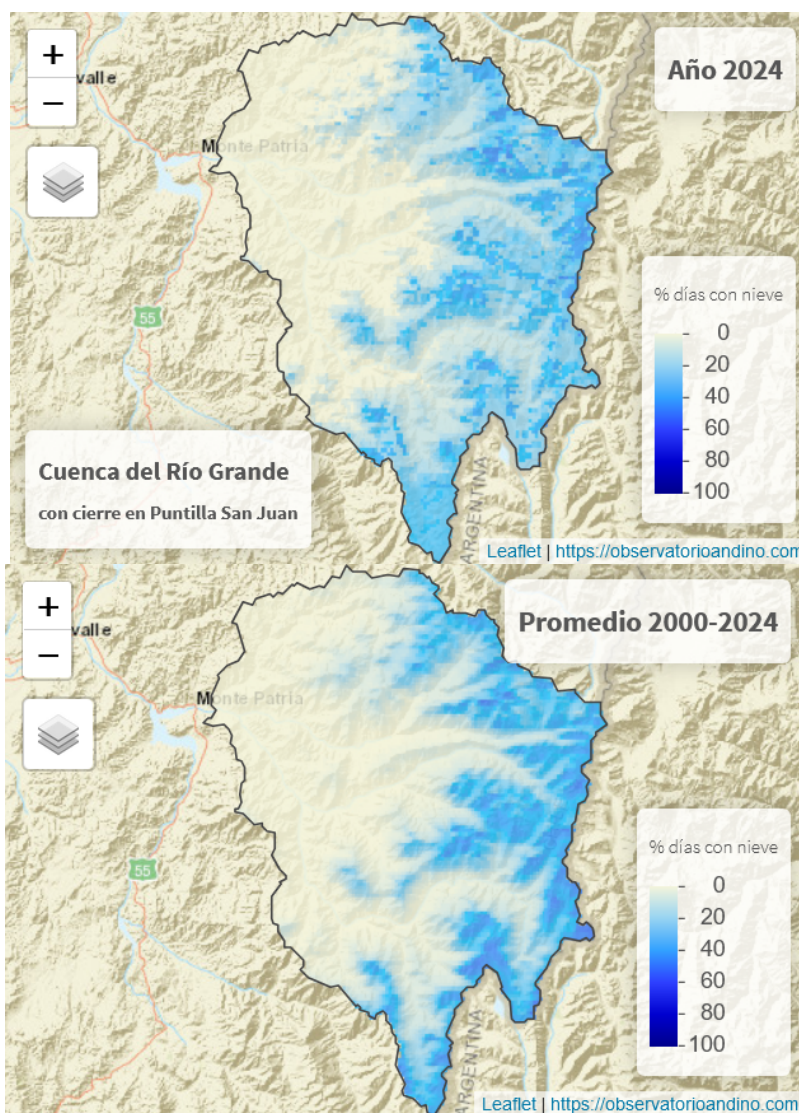 +
valle
−
Año 2024
Monte Patria
55
% días con nieve
0
20
40
60
80
100
Cuenca del Río Grande
con cierre en Puntilla San Juan
ARGENTINA
Leaflet | https://observatorioandino.com
+
valle
−
Promedio 2000-2024
Monte Patria
55
% días con nieve
0
20
40
60
80
100
ARGENTINA
Leaflet | https://observatorioandino.com